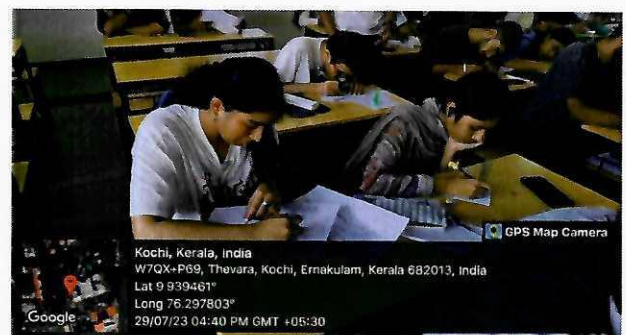 GPS Map Camera
Kochi, Kerala, India
W7QX+P69, Thevara, Kochi, Ernakulam, Kerala 682013, India
Lat 9 939461°
Long 76.297803°
29/07/23 04:40 PM GMT +05:30
Google